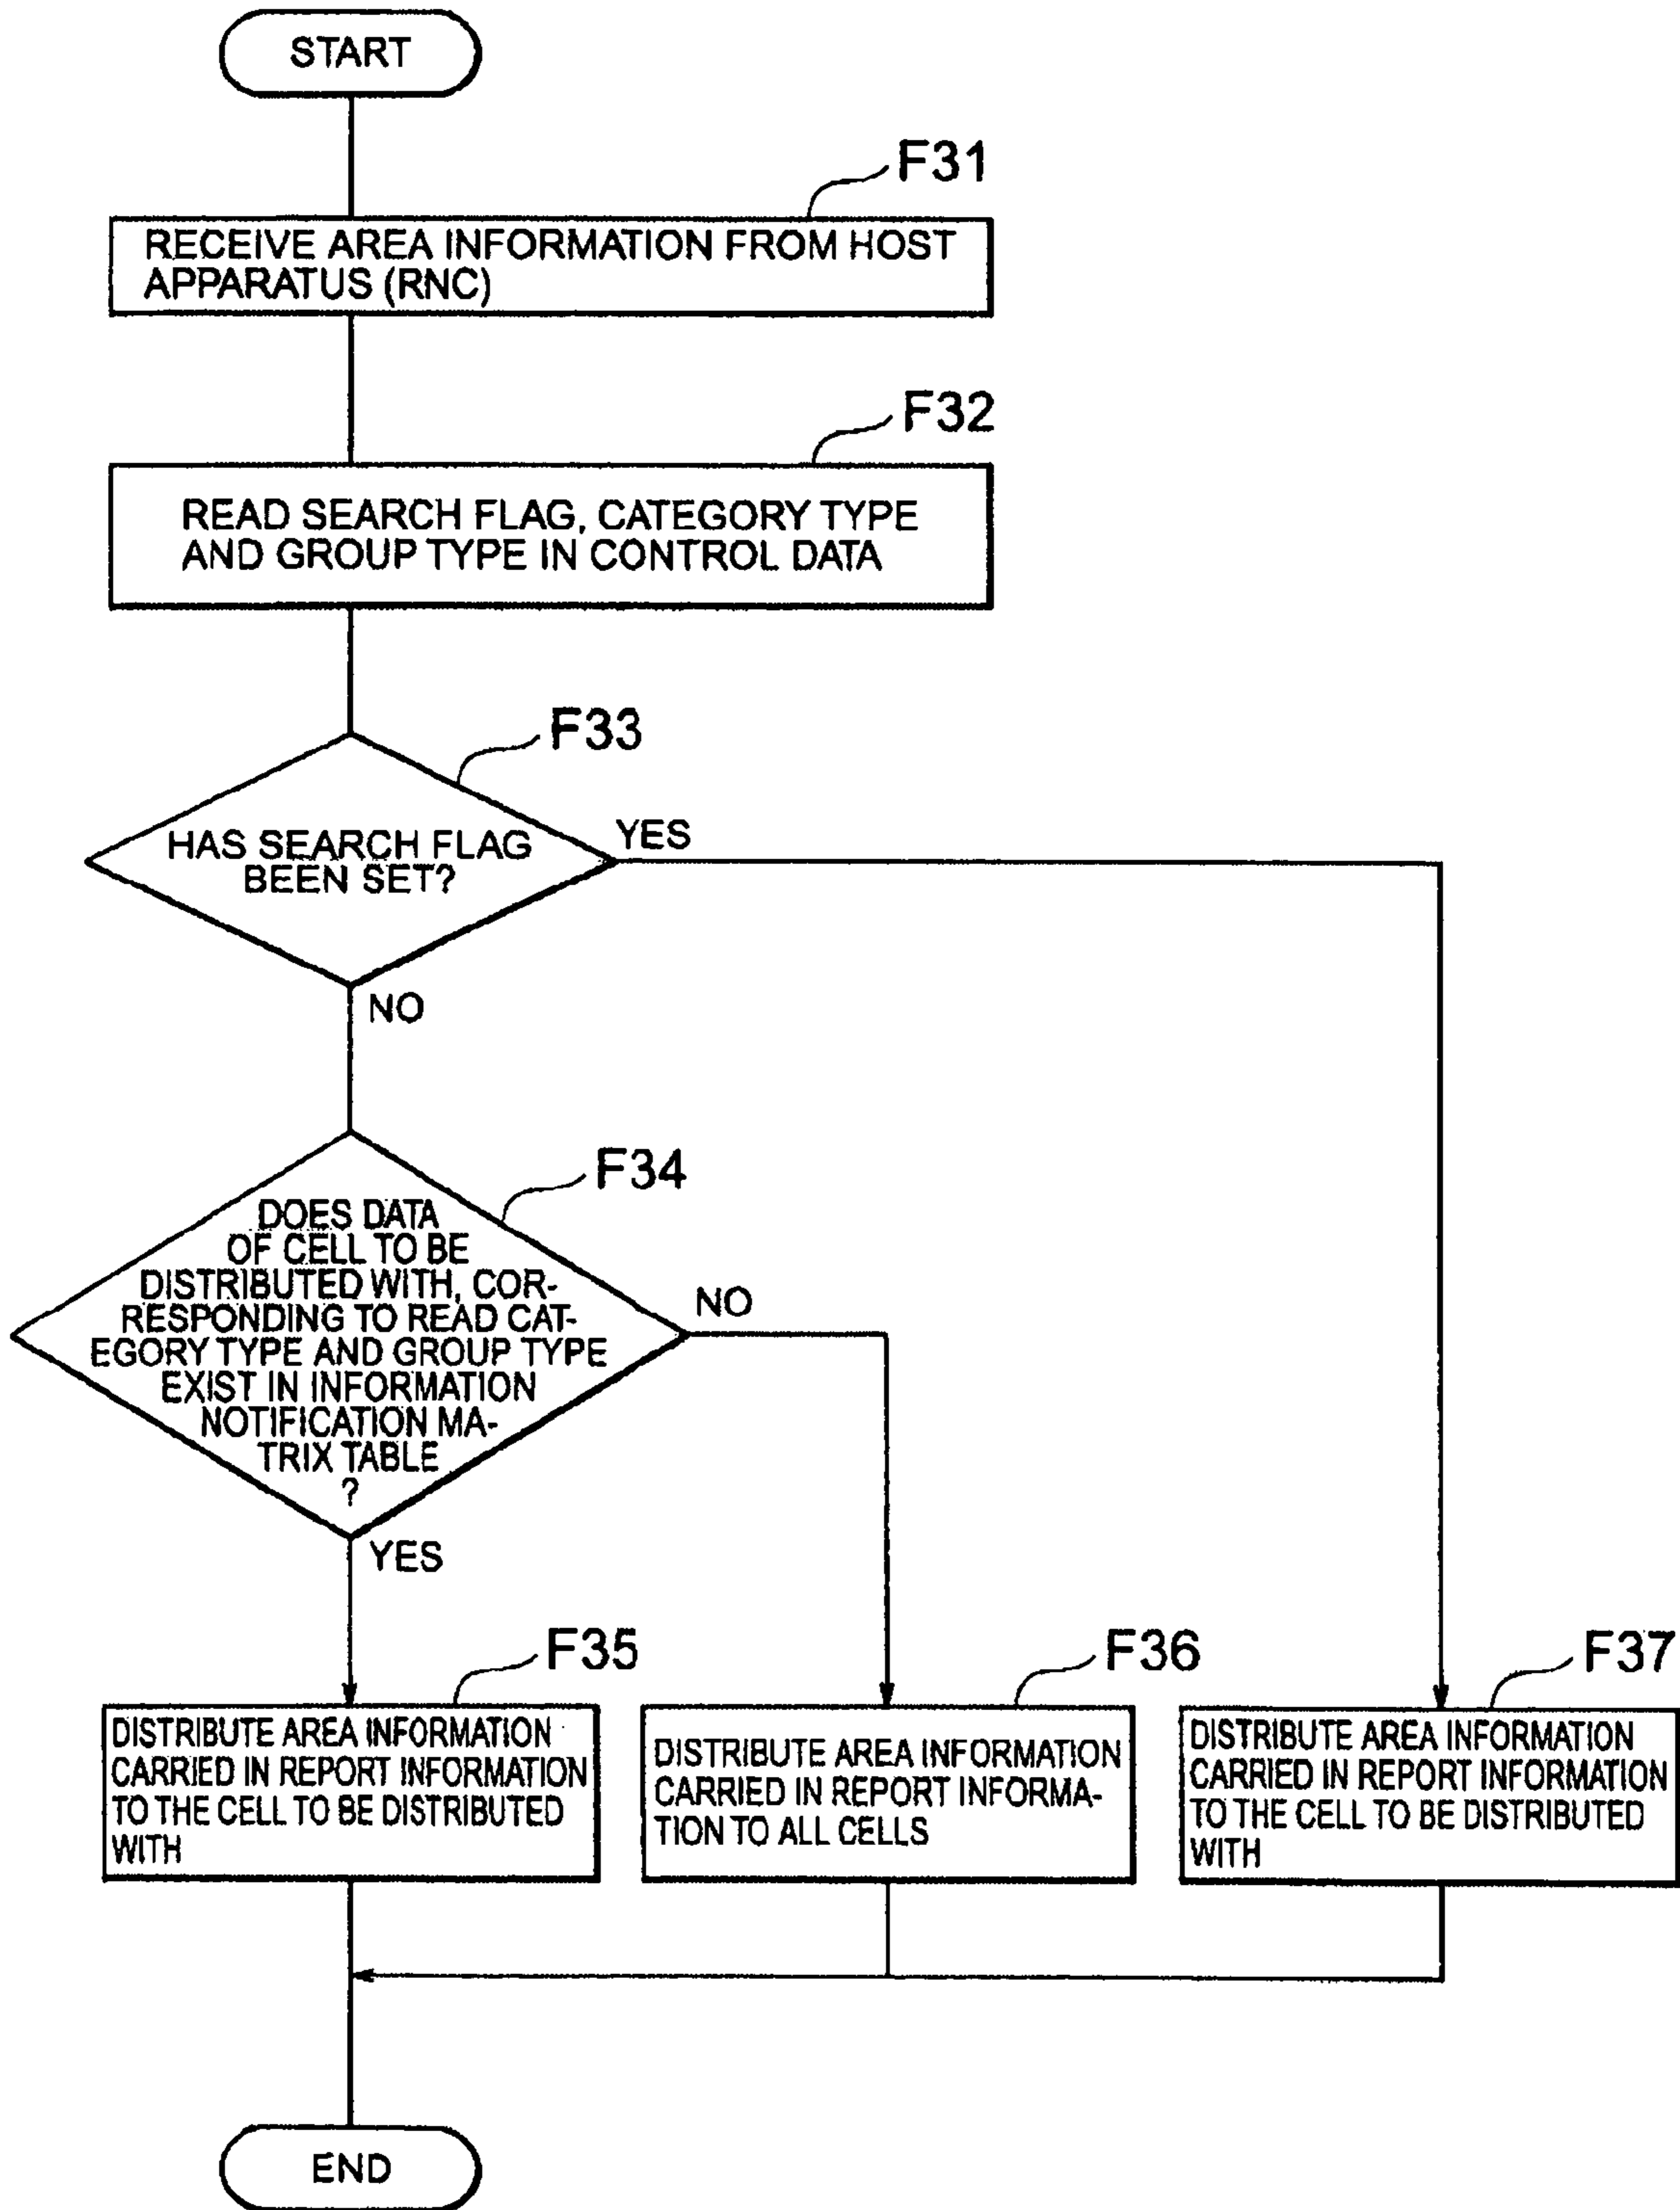 START
F31
RECEIVE AREA INFORMATION FROM HOST
APPARATUS (RNC)
F32
READ SEARCH FLAG, CATEGORY TYPE
AND GROUP TYPE IN CONTROL DATA
F33
HAS SEARCH FLAG
BEEN SET?
YES
NO
F34
DOES DATA
OF CELL TO BE
DISTRIBUTED WITH, COR-
RESPONDING TO READ CAT-
EGORY TYPE AND GROUP TYPE
EXIST IN INFORMATION
NOTIFICATION MA-
TRIX TABLE
?
NO
YES
F35
DISTRIBUTE AREA INFORMATION
CARRIED IN REPORT INFORMATION
TO THE CELL TO BE DISTRIBUTED
WITH
F36
DISTRIBUTE AREA INFORMATION
CARRIED IN REPORT INFORMA-
TION TO ALL CELLS
F37
DISTRIBUTE AREA INFORMATION
CARRIED IN REPORT INFORMATION
TO THE CELL TO BE DISTRIBUTED
WITH
END